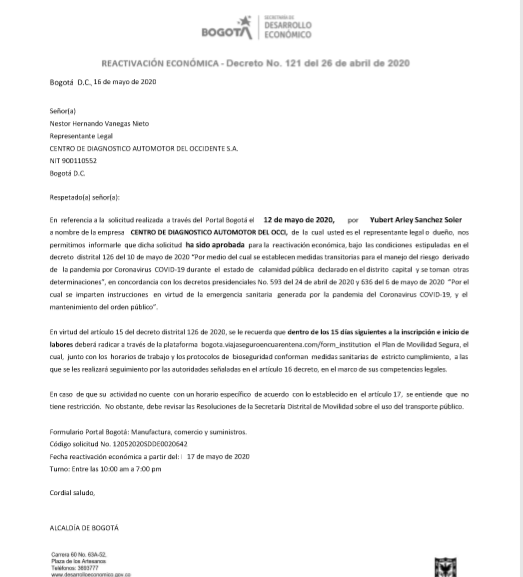 BOGOTÁ
SECRETARÍA DE
DESARROLLO
ECONÓMICO
REACTIVACIÓN ECONÓMICA - Decreto No. 121 del 26 de abril de 2020
Bogotá D.C., 16 de mayo de 2020
Señor(a)
Nestor Hernando Vanegas Nieto
Representante Legal
CENTRO DE DIAGNOSTICO AUTOMOTOR DEL OCCIDENTE S.A.
NIT 900110552
Bogotá D.C.
Respetado(a) señor(a):
En referencia a la solicitud realizada a través del Portal Bogotá el 12 de mayo de 2020, por Yubert Arley Sanchez Soler
a nombre de la empresa CENTRO DE DIAGNOSTICO AUTOMOTOR DEL OCCI, de la cual usted es representante legal o dueño, nos
permitimos informarle que dicha solicitud ha sido aprobada para la reactivación económica, bajo las condiciones estipuladas en el
decreto distrital 126 del 10 de mayo de 2020 "Por medio del cual se establecen medidas transitorias para el manejo del riesgo derivado
de la pandemia por Coronavirus COVID-19 durante el estado de calamidad pública declarado en el distrito capital y se toman otras
determinaciones", en concordancia con los decretos presidenciales No. 593 del 24 de abril de 2020 y 636 del 6 de mayo de 2020 "Por el
cual se imparten instrucciones en virtud de la emergencia sanitaria generada por la pandemia del Coronavirus COVID-19, y el
mantenimiento del orden público".
En virtud del artículo 15 del decreto distrital 126 de 2020, se le recuerda que dentro de los 15 días siguientes a la inscripción e inicio de
labores deberá radicar a través de la plataforma bogota.viajaseguroencuarentena.com/form_institution el Plan de Movilidad Segura, el
cual, junto con los horarios de trabajo y los protocolos de bioseguridad conforman medidas sanitarias de estricto cumplimiento, a las
que se les realizará seguimiento por las autoridades señaladas en el artículo 16 decreto, en el marco de sus competencias legales.
En caso de que su actividad no cuente con un horario específico de acuerdo con lo establecido en el artículo 17, se entiende que no
tiene restricción. No obstante, debe revisar las Resoluciones de la Secretaría Distrital de Movilidad sobre el uso del transporte público.
Formulario Portal Bogotá: Manufactura, comercio y suministros.
Código solicitud No. 12052020SDDE0020642
Fecha reactivación económica a partir del: 17 de mayo de 2020
Turno: Entre las 10:00 am a 7:00 pm
Cordial saludo,
ALCALDÍA DE BOGOTÁ
Carrera 60 No. 63A-52,
Plaza de los Artesanos
Teléfonos: 3693777
www.desarrolloeconomico.gov.co